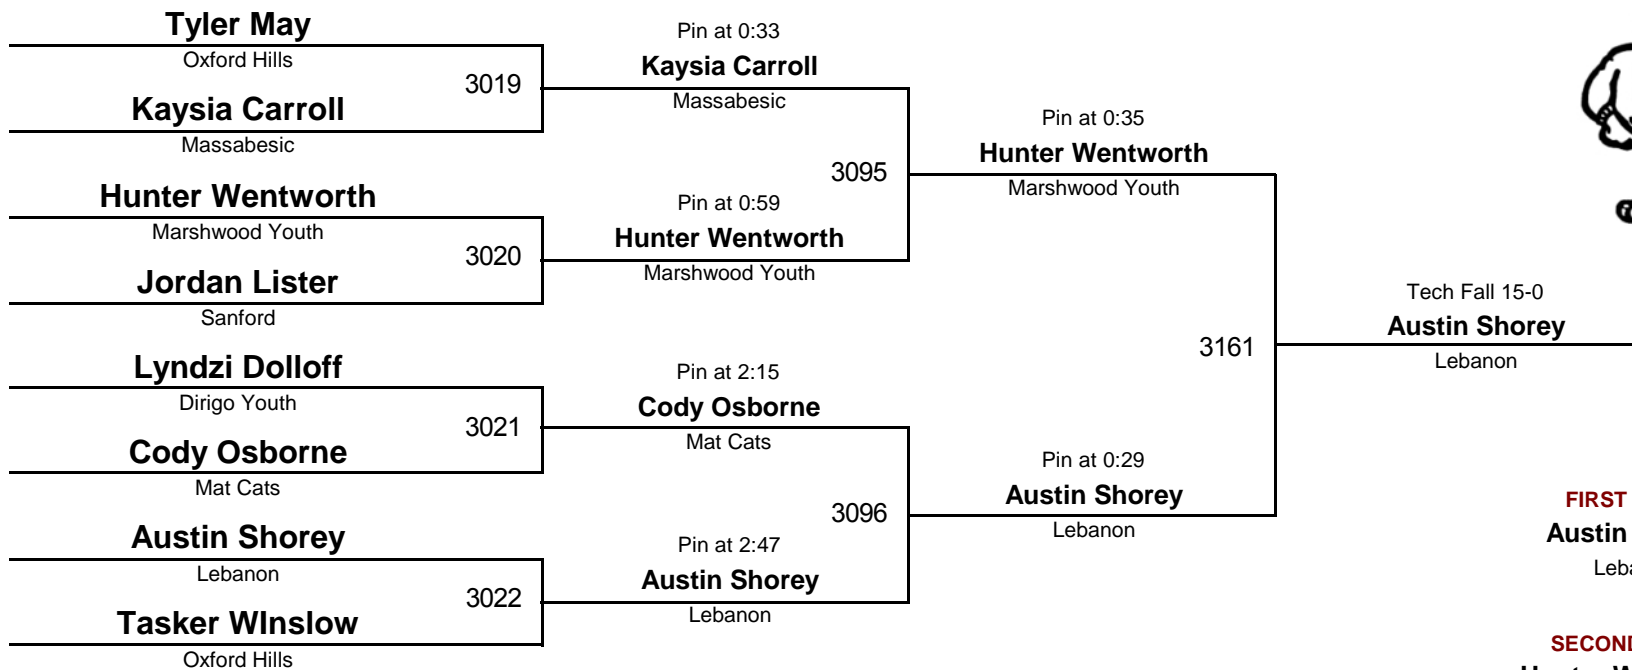 Tyler May
Oxford Hills
3019
Kaysia Carroll
Massabesic
Hunter Wentworth
Marshwood Youth
3020
Jordan Lister
Sanford
Lyndzi Dolloff
Dirigo Youth
3021
Cody Osborne
Mat Cats
Austin Shorey
Lebanon
3022
Tasker WInslow
Oxford Hills
Pin at 0:33
Kaysia Carroll
Massabesic
3095
Pin at 0:59
Hunter Wentworth
Marshwood Youth
Pin at 2:15
Cody Osborne
Mat Cats
3096
Pin at 2:47
Austin Shorey
Lebanon
Pin at 0:35
Hunter Wentworth
Marshwood Youth
3161
Pin at 0:29
Austin Shorey
Lebanon
Tech Fall 15-0
Austin Shorey
Lebanon
FIRST
Austin